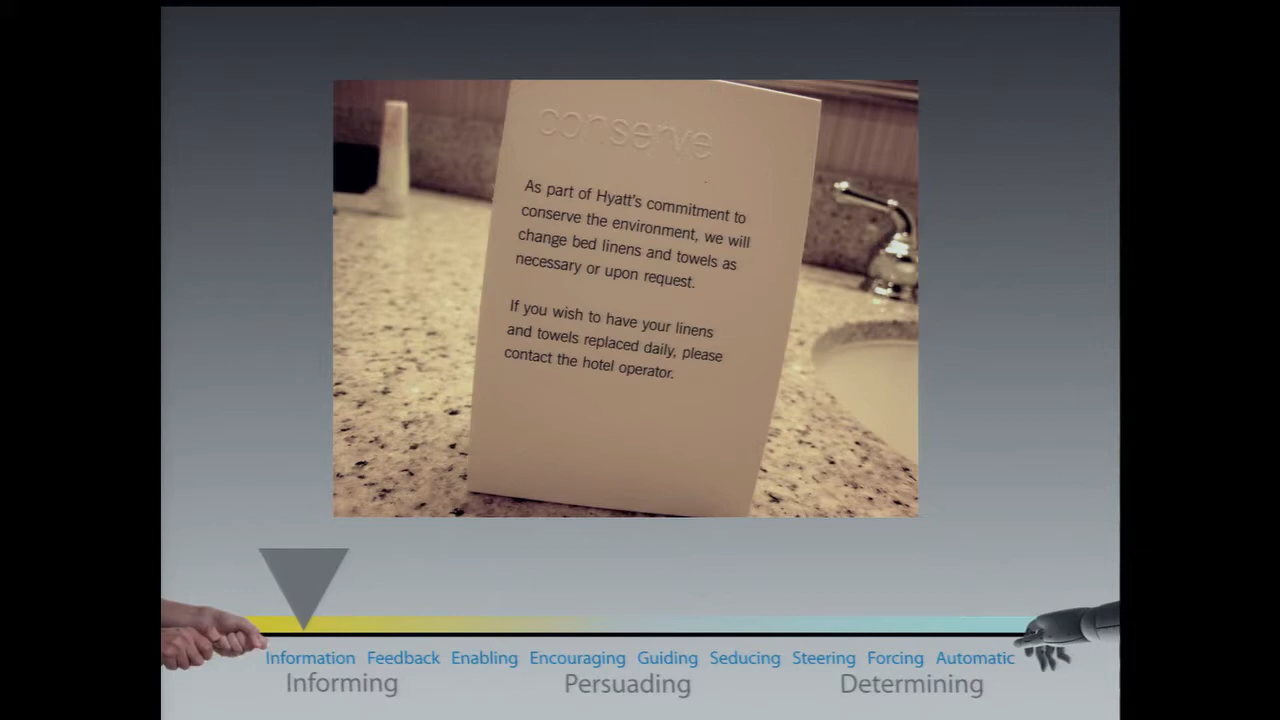 conserve
As part of Hyatt's commitment to
conserve the environment, we will
change bed linens and towels as
necessary or upon request.
If you wish to have your linens
and towels replaced daily, please
contact the hotel operator.
Information Feedback Enabling Encouraging Guiding Seducing Steering Forcing Automatic
Informing Persuading Determining